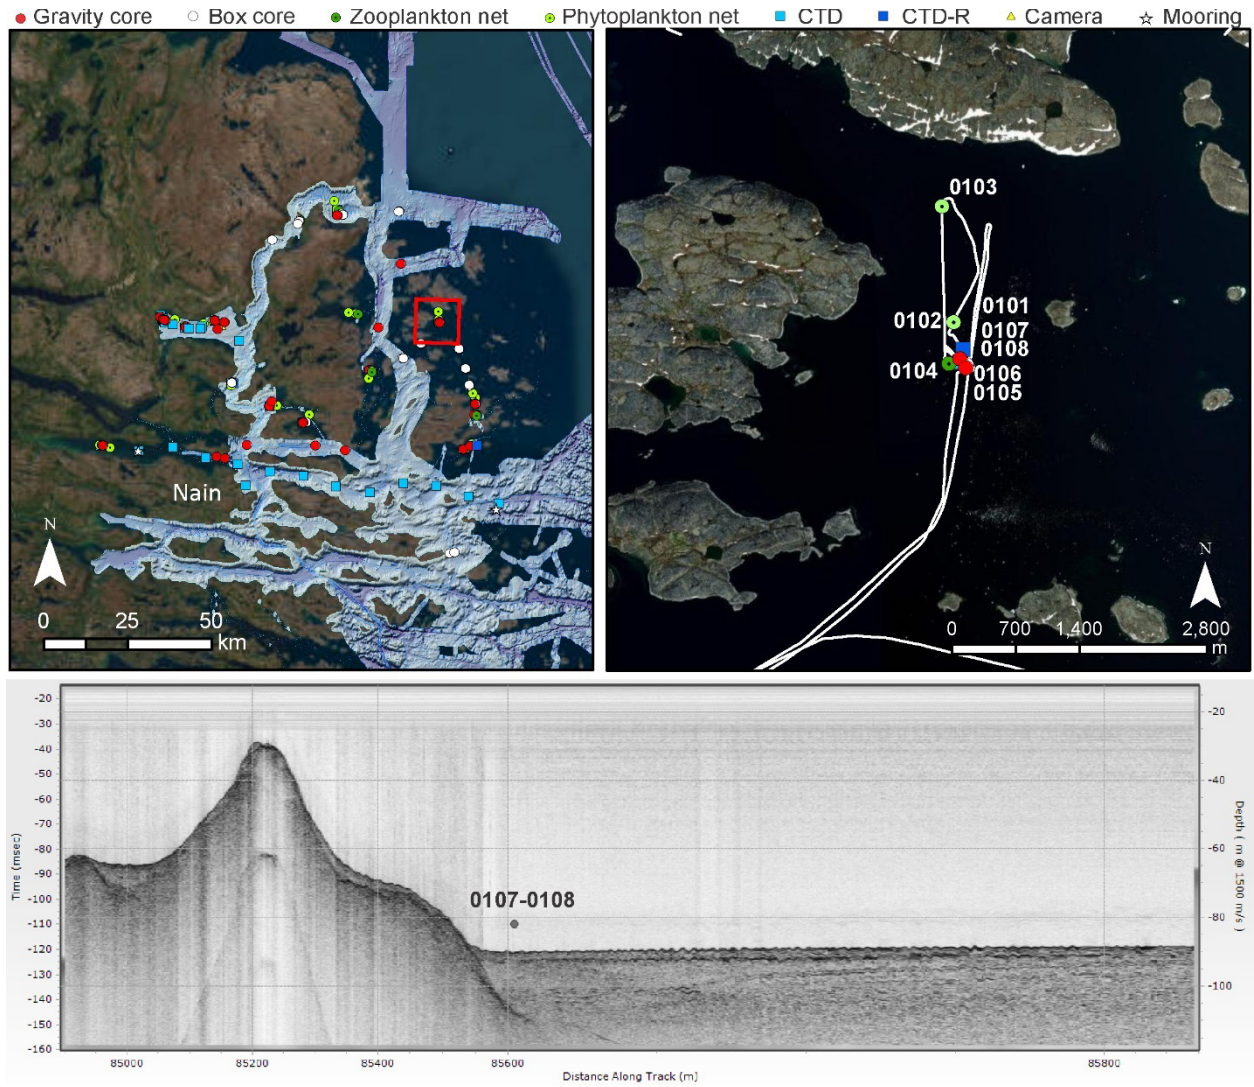 Gravity core Box core Zooplankton net Phytoplankton net CTD CTD-R Camera Mooring
Nain
N
0 25 50
km
0103
0101
0102 0107
0108
0104 0106
0105
N
0 700 1,400 2,800
m
-20
-30
-40
-50
-60
-70
-80
-90
-100
-110
-120
-130
-140
-150
-160
Time (msec)
0107-0108
-20
-40
-60
-80
-100
Depth ( m @ 1500 m/s )
85000 85200 85400 85600 85800
Distance Along Track (m)